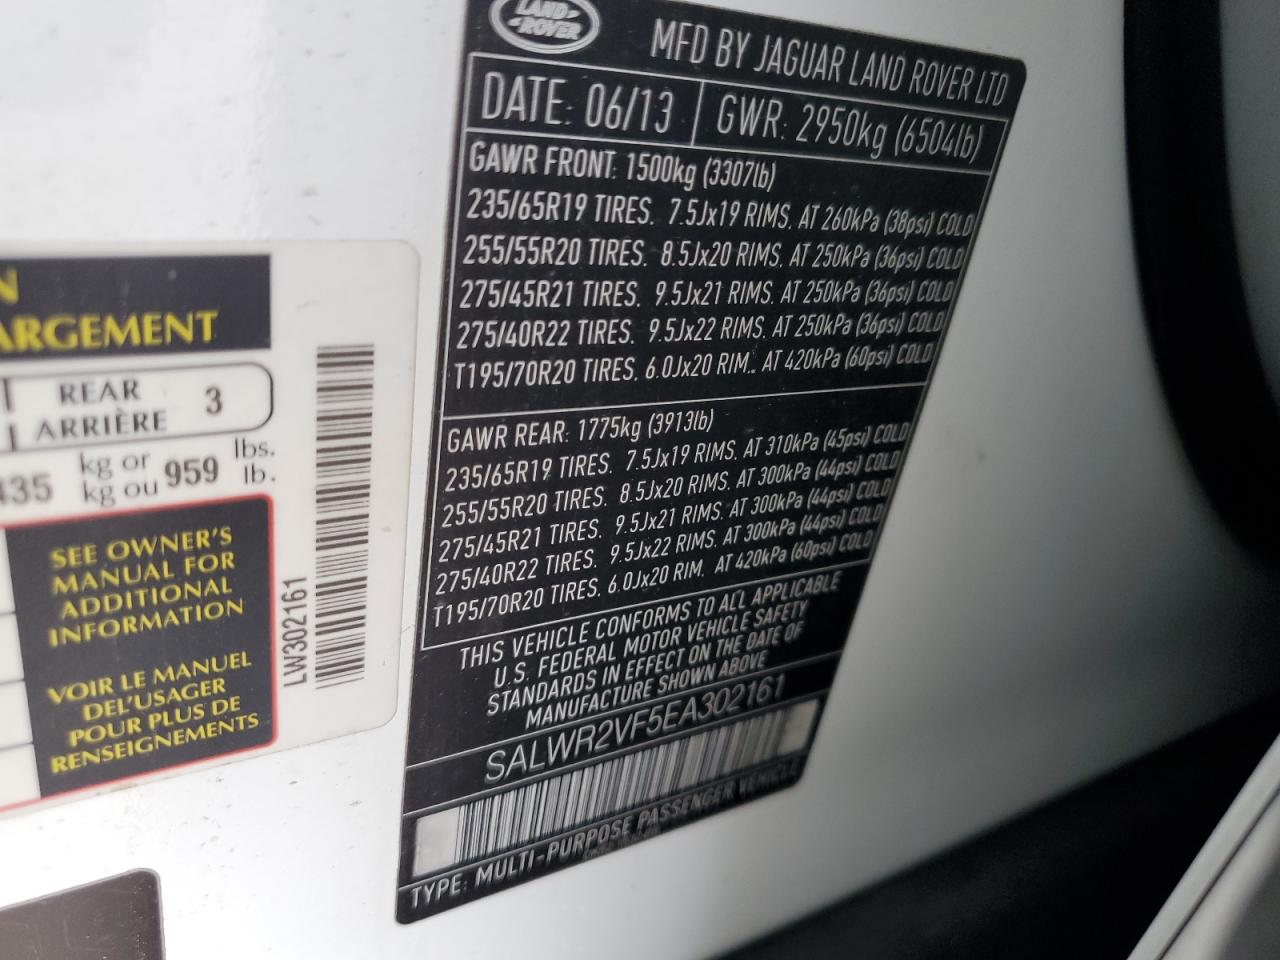 LAND
ROVER
MFD BY JAGUAR LAND ROVER LTD
DATE: 06/13 GWR: 2950kg (6504lb)
GAWR FRONT: 1500kg (3307lb)
235/65R19 TIRES. 7.5Jx19 RIMS. AT 260kPa (38psi) COLD
255/55R20 TIRES. 8.5Jx20 RIMS. AT 250kPa (36psi) COLD
275/45R21 TIRES. 9.5Jx21 RIMS. AT 250kPa (36psi) COLD
275/40R22 TIRES. 9.5Jx22 RIMS. AT 250kPa (36psi) COLD
T195/70R20 TIRES. 6.0Jx20 RIM.. AT 420kPa (60psi) COLD
GAWR REAR: 1775kg (3913lb)
235/65R19 TIRES. 7.5Jx19 RIMS. AT 310kPa (45psi) COLD
255/55R20 TIRES. 8.5Jx20 RIMS. AT 300kPa (44psi) COLD
275/45R21 TIRES. 9.5Jx21 RIMS. AT 300kPa (44psi) COLD
275/40R22 TIRES. 9.5Jx22 RIMS. AT 300kPa (44psi) COLD
T195/70R20 TIRES. 6.0Jx20 RIM. AT 420kPa (60psi) COLD
THIS VEHICLE CONFORMS TO ALL APPLICABLE
U.S. FEDERAL MOTOR VEHICLE SAFETY
STANDARDS IN EFFECT ON THE DATE OF
MANUFACTURE SHOWN ABOVE
SALWR2VF5EA302161
TYPE: MULTI-PURPOSE PASSENGER VEHICLE
N
ARGEMENT
REAR
ARRIÈRE 3
435 kg or 959 lbs.
kg ou lb.
SEE OWNER'S
MANUAL FOR
ADDITIONAL
INFORMATION
VOIR LE MANUEL
DE L'USAGER
POUR PLUS DE
RENSEIGNEMENTS
LW302161